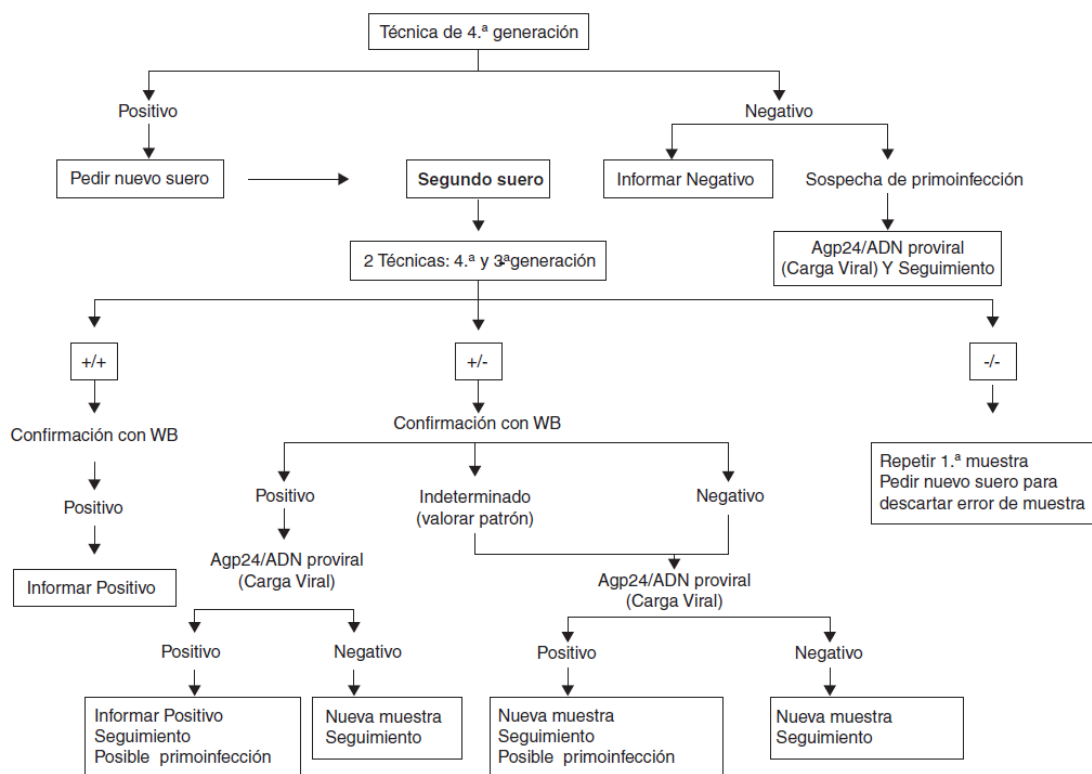 Técnica de 4.ª generación
Positivo
Negativo
Pedir nuevo suero
Segundo suero
Informar Negativo
Sospecha de primoinfección
2 Técnicas: 4.ª y 3ªgeneración
Agp24/ADN proviral
(Carga Viral) Y Seguimiento
+/+
+/-
-/-
Confirmación con WB
Confirmación con WB
Repetir 1.ª muestra
Pedir nuevo suero para
descartar error de muestra
Positivo
Positivo
Indeterminado
(valorar patrón)
Negativo
Informar Positivo
Agp24/ADN proviral
(Carga Viral)
Agp24/ADN proviral
(Carga Viral)
Positivo
Negativo
Positivo
Negativo
Informar Positivo
Seguimiento
Posible primoinfección
Nueva muestra
Seguimiento
Nueva muestra
Seguimiento
Posible primoinfección
Nueva muestra
Seguimiento